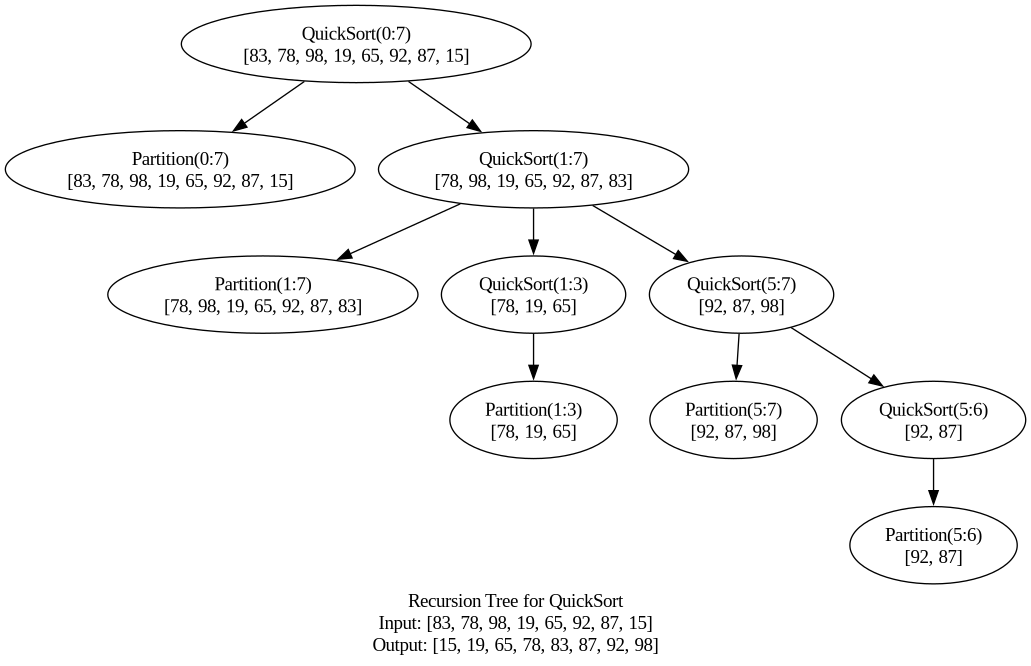 QuickSort(0:7)
[83, 78, 98, 19, 65, 92, 87, 15]
Partition(0:7)
[83, 78, 98, 19, 65, 92, 87, 15]
QuickSort(1:7)
[78, 98, 19, 65, 92, 87, 83]
Partition(1:7)
[78, 98, 19, 65, 92, 87, 83]
QuickSort(1:3)
[78, 19, 65]
QuickSort(5:7)
[92, 87, 98]
Partition(1:3)
[78, 19, 65]
Partition(5:7)
[92, 87, 98]
QuickSort(5:6)
[92, 87]
Partition(5:6)
[92, 87]
Recursion Tree for QuickSort
Input: [83, 78, 98, 19, 65, 92, 87, 15]
Output: [15, 19, 65, 78, 83, 87, 92, 98]